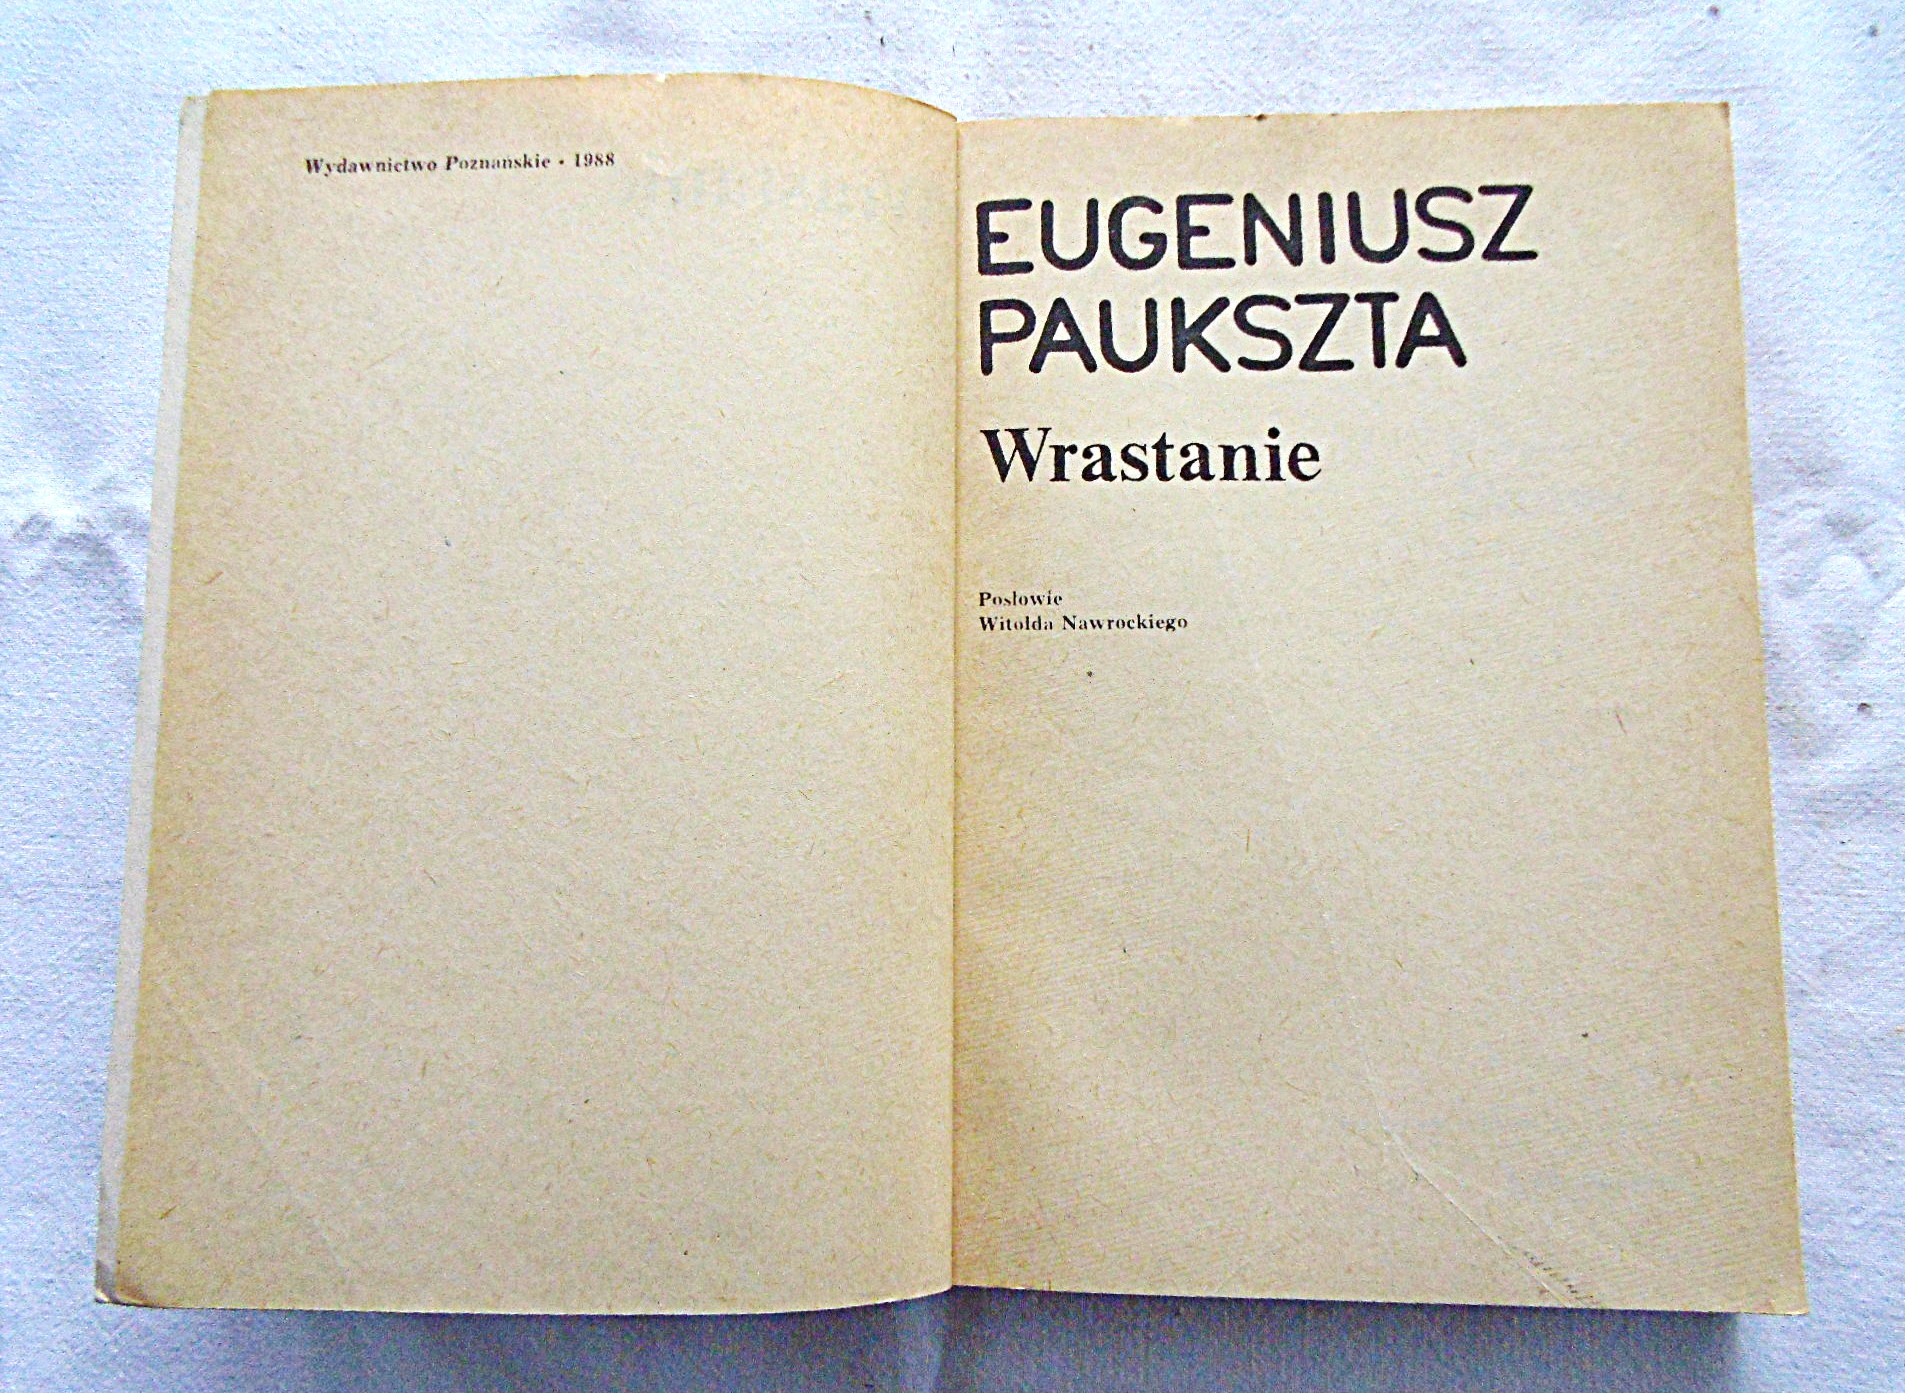 Wydawnictwo Poznańskie • 1988
EUGENIUSZ
PAUKSZTA
Wrastanie
Posłowie
Witolda Nawrockiego